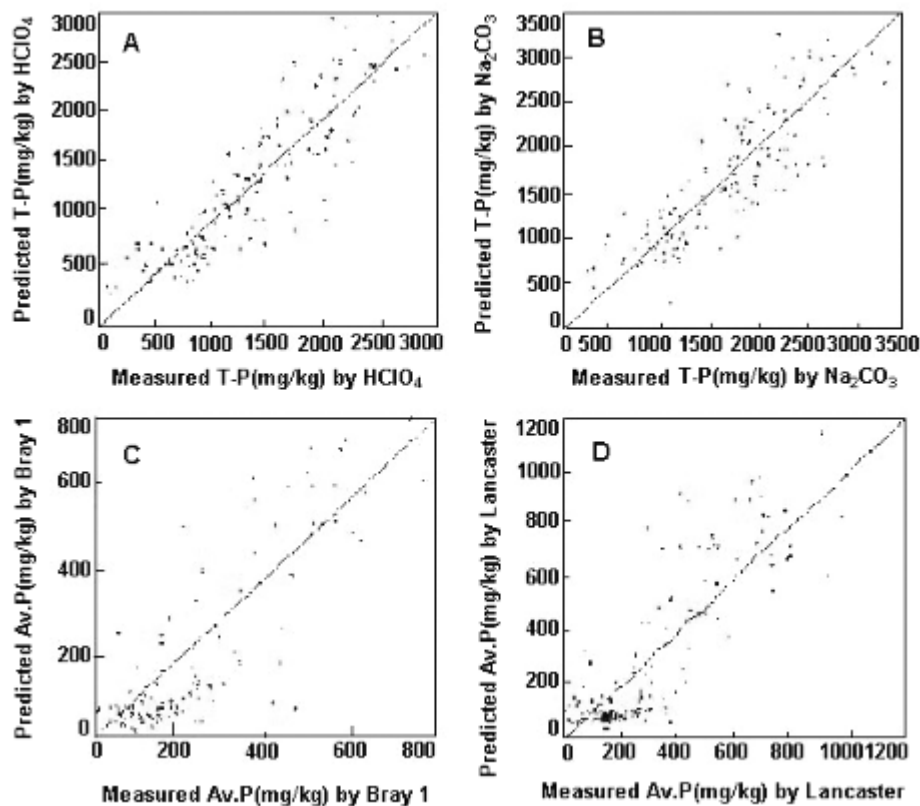 A
Predicted T-P(mg/kg) by HClO4
3000
2500
2000
1500
1000
500
0
0 500 1000 1500 2000 2500 3000
Measured T-P(mg/kg) by HClO4
B
Predicted T-P(mg/kg) by Na2CO3
3500
3000
2500
2000
1500
1000
500
0
0 500 1000 1500 2000 2500 3000 3500
Measured T-P(mg/kg) by Na2CO3
C
Predicted Av.P(mg/kg) by Bray 1
800
600
400
200
0
0 200 400 600 800
Measured Av.P(mg/kg) by Bray 1
D
Predicted Av.P(mg/kg) by Lancaster
1200
1000
800
600
400
200
0
0 200 400 600 800 1000 1200
Measured Av.P(mg/kg) by Lancaster